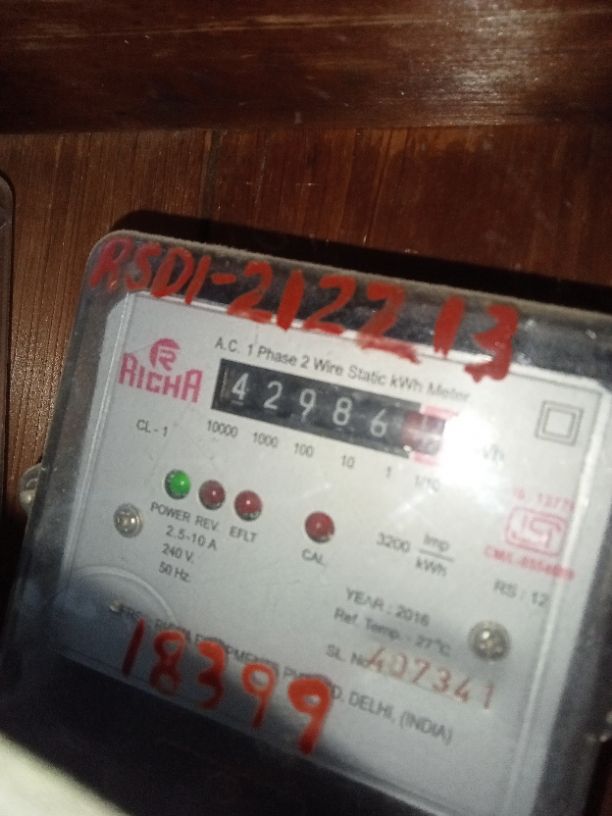 RSD1-212213
A.C. 1 Phase 2 Wire Static kWh Meter
RICHA
42986
CL-1
10000 1000 100 10 1 1/10
POWER REV. EFLT
CAL
2.5-10 A
240 V.
50 Hz.
3200 Imp
kWh
RS : 12
YEAR : 2016
Ref. Temp. - 27°C
SL. No. 407341
DELHI, (INDIA)
18399